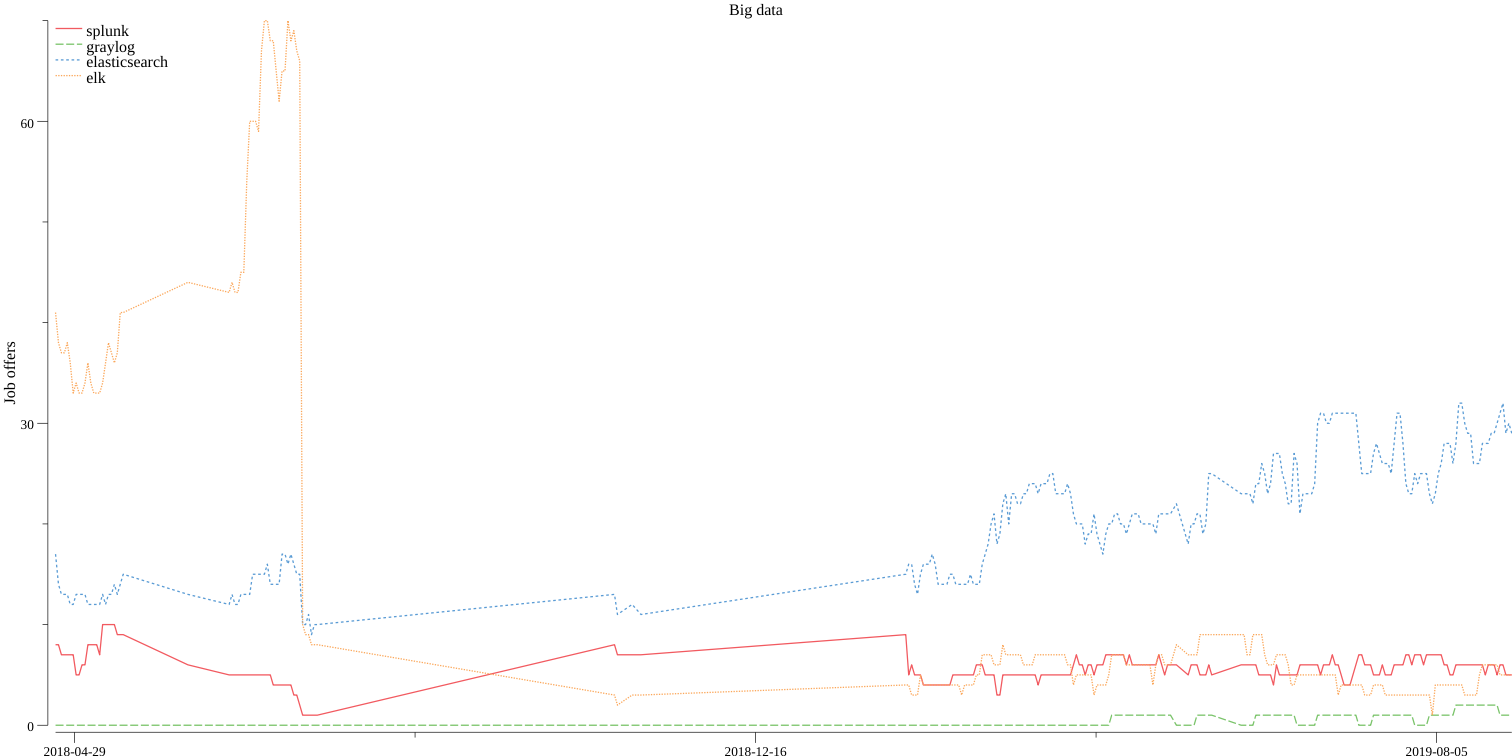 Big data
splunk
graylog
elasticsearch
elk
60
30
0
Job offers
2018-04-29
2018-12-16
2019-08-05